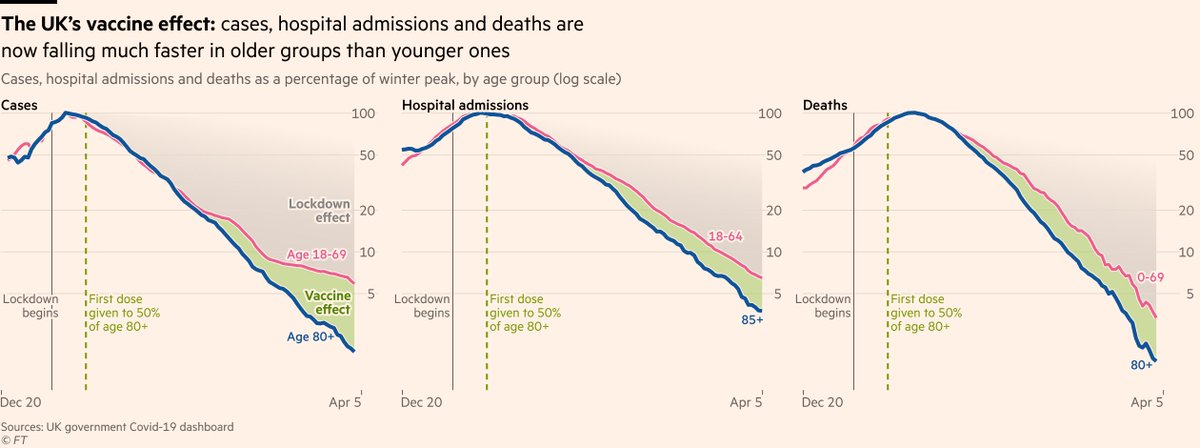 The UK's vaccine effect: cases, hospital admissions and deaths are
now falling much faster in older groups than younger ones
Cases, hospital admissions and deaths as a percentage of winter peak, by age group (log scale)
Cases
100
50
20
10
5
Lockdown
effect
Age 18-69
Vaccine
effect
Age 80+
Lockdown
begins
First dose
given to 50%
of age 80+
Dec 20
Apr 5
Hospital admissions
100
50
20
10
5
18-64
85+
Lockdown
begins
First dose
given to 50%
of age 80+
Dec 20
Apr 5
Deaths
100
50
20
10
5
0-69
80+
Lockdown
begins
First dose
given to 50%
of age 80+
Dec 20
Apr 5
Sources: UK government Covid-19 dashboard
© FT